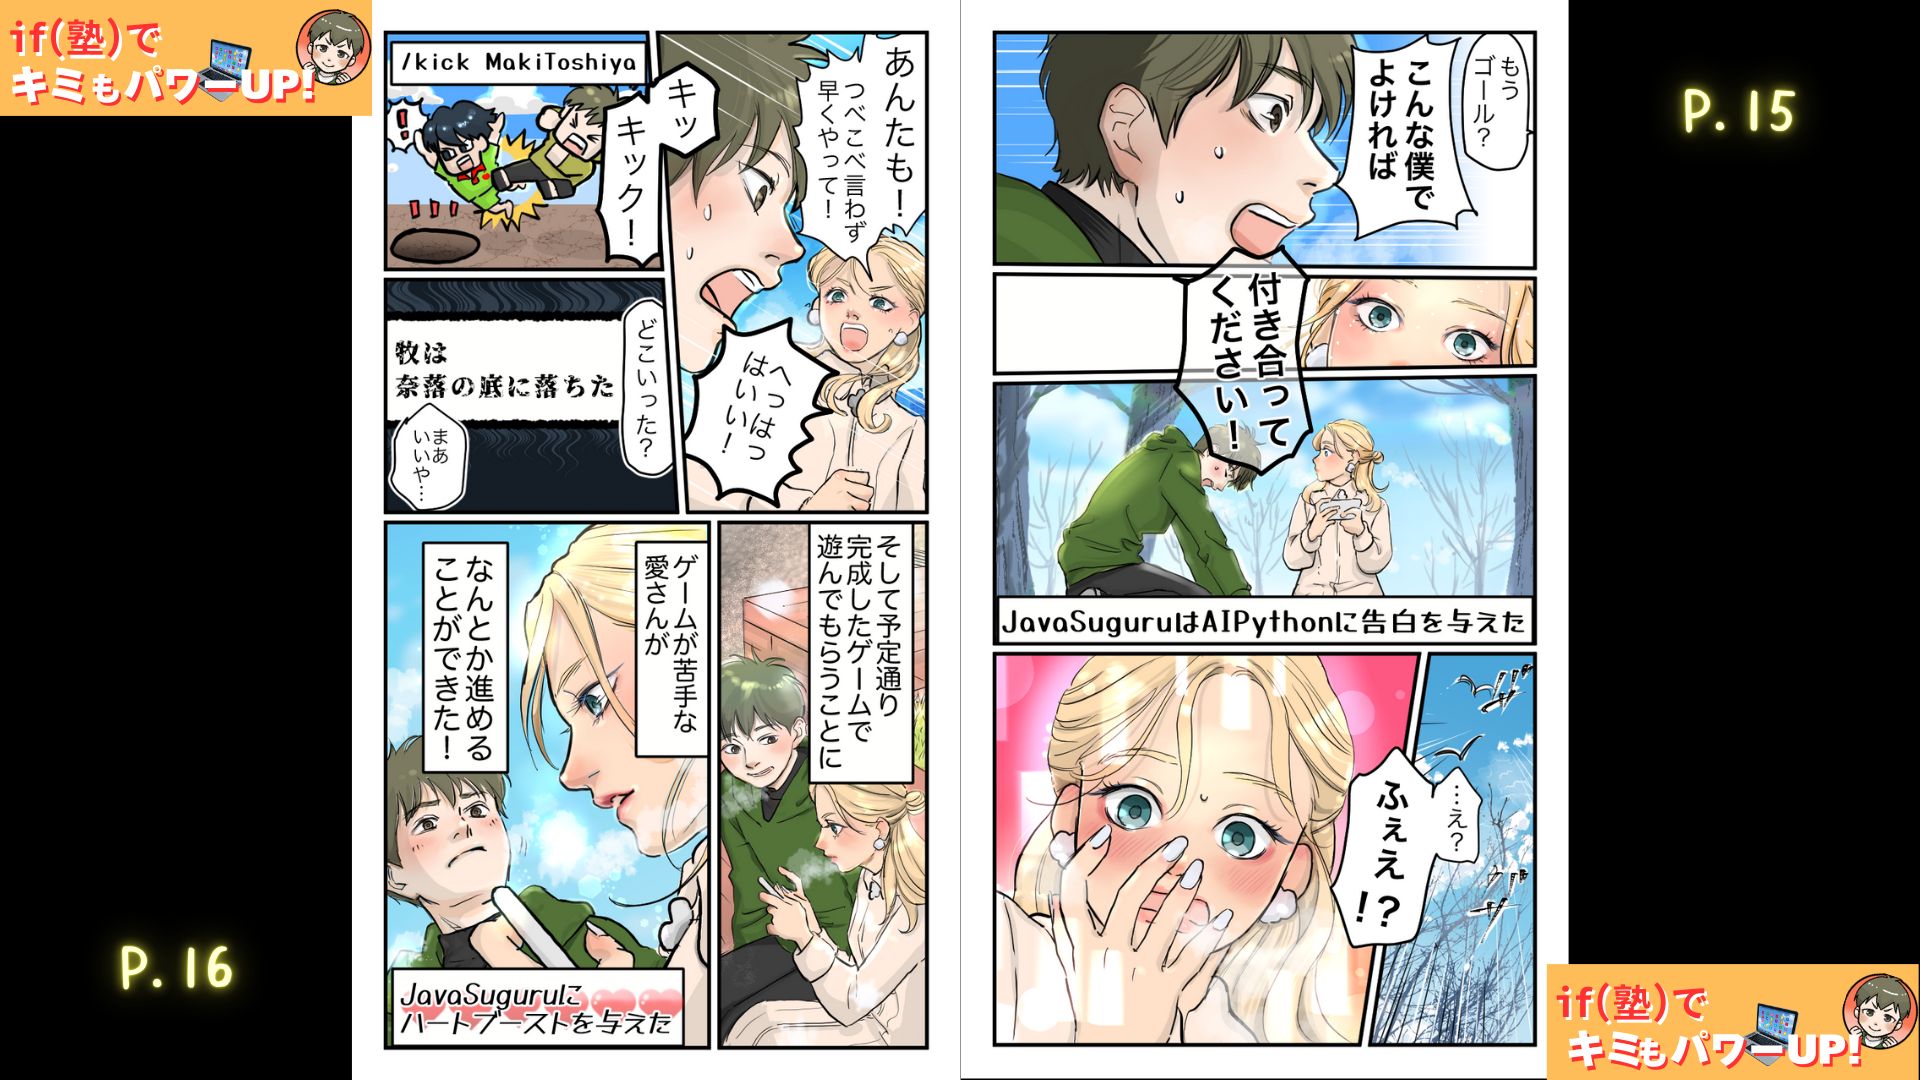 if(塾)で
キミもパワーUP!
P. 15
もう
ゴール?
こんな僕で
よければ
付き合って
ください!
JavaSuguruはAIPythonに告白を与えた
…え?
ふぇえ
!?
P. 16
あんたも!
つべこべ言わず
早くやって!
キッ
キック!
/kick MakiToshiya
!
!!!
へっはっ
はいい!
どこいった?
牧は
奈落の底に落ちた
まあ
いいや…
そして予定通り
完成したゲームで
遊んでもらうことに
ゲームが苦手な
愛さんが
なんとか進める
ことができた!
JavaSuguruに
ハートブーストを与えた
if(塾)で
キミもパワーUP!